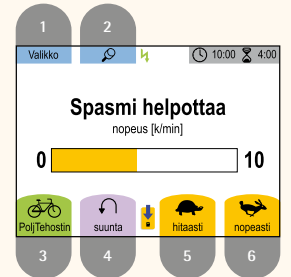 1 2
Valikko 10:00 4:00
Spasmi helpottaa
nopeus [k/min]
0 10
PoljTehostin suunta hitaasti nopeasti
3 4 5 6